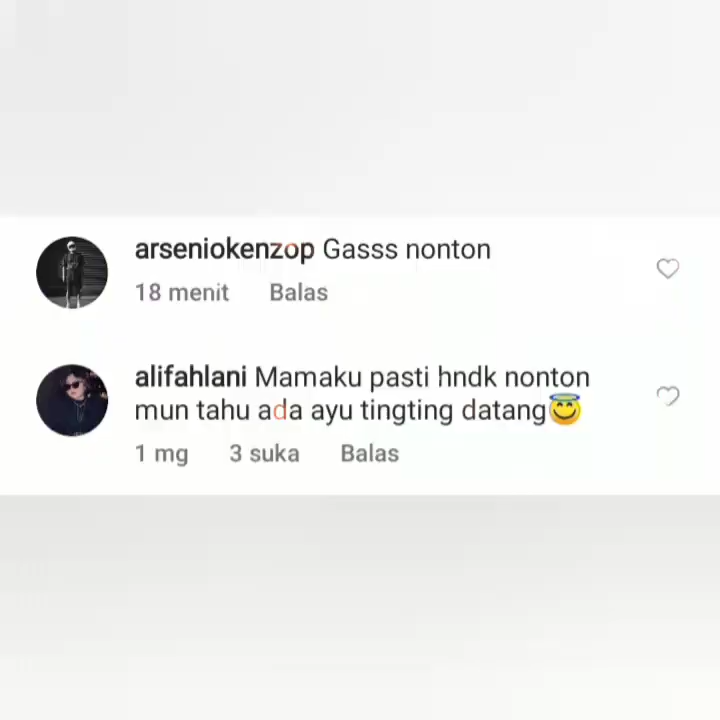 arseniokenzop Gasss nonton
18 menit Balas
alifahlani Mamaku pasti hndk nonton
mun tahu ada ayu tingting datang😇
1 mg 3 suka Balas